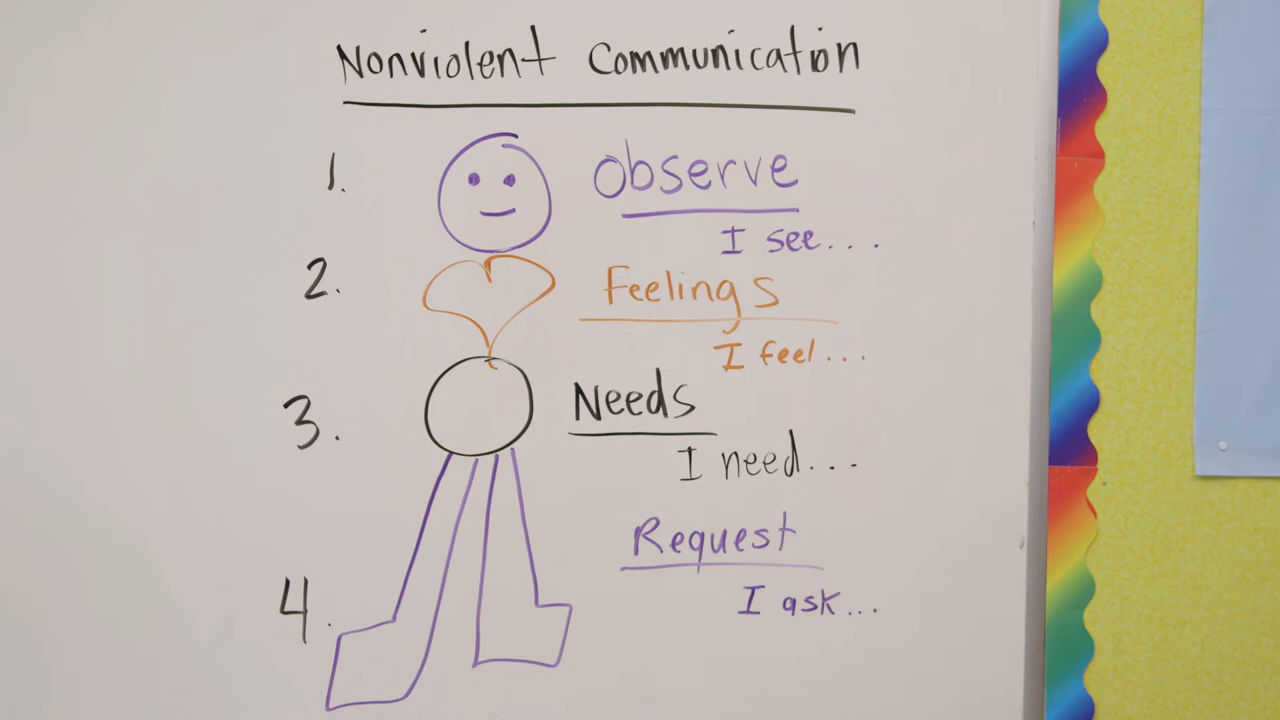 Nonviolent Communication
1.
Observe
I see...
2.
Feelings
I feel...
3.
Needs
I need...
Request
I ask...
4.